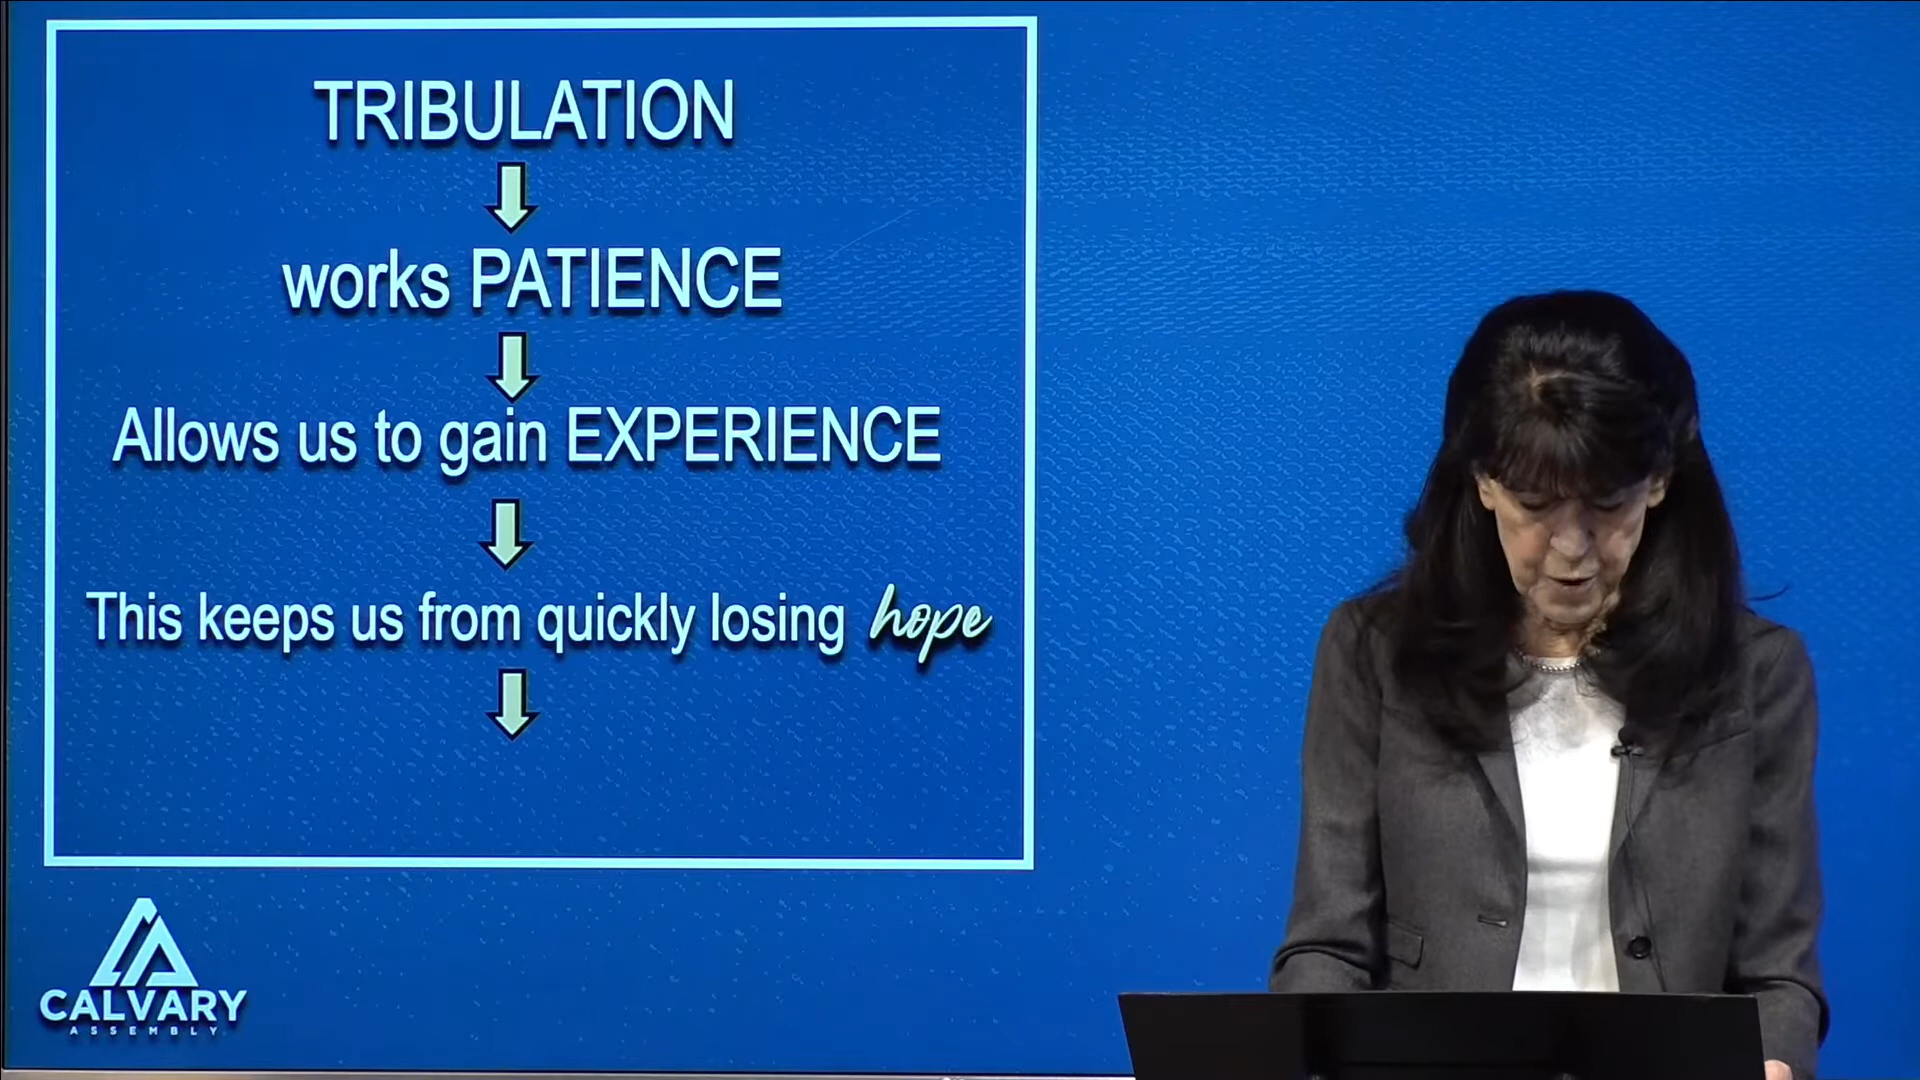 TRIBULATION
works PATIENCE
Allows us to gain EXPERIENCE
This keeps us from quickly losing hope
CALVARY
ASSEMBLY